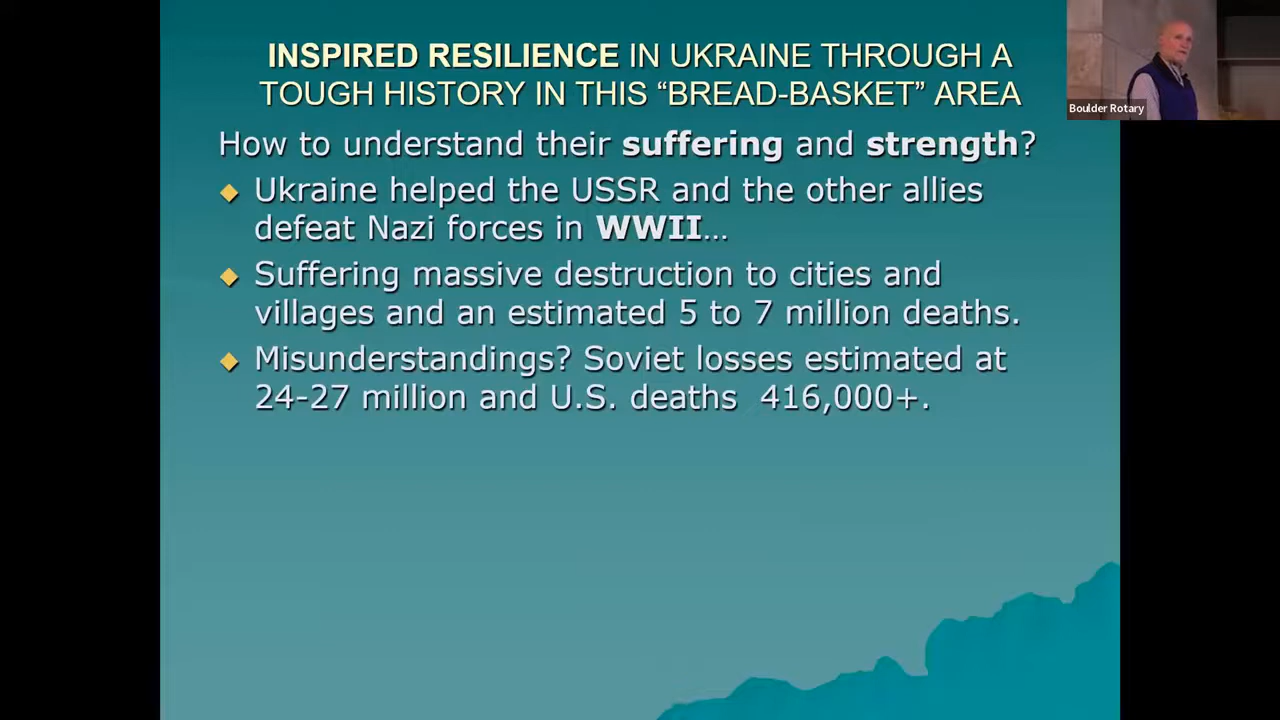 INSPIRED RESILIENCE IN UKRAINE THROUGH A
TOUGH HISTORY IN THIS “BREAD-BASKET” AREA
How to understand their suffering and strength?
Ukraine helped the USSR and the other allies
defeat Nazi forces in WWII…
Suffering massive destruction to cities and
villages and an estimated 5 to 7 million deaths.
Misunderstandings? Soviet losses estimated at
24-27 million and U.S. deaths 416,000+.
Boulder Rotary